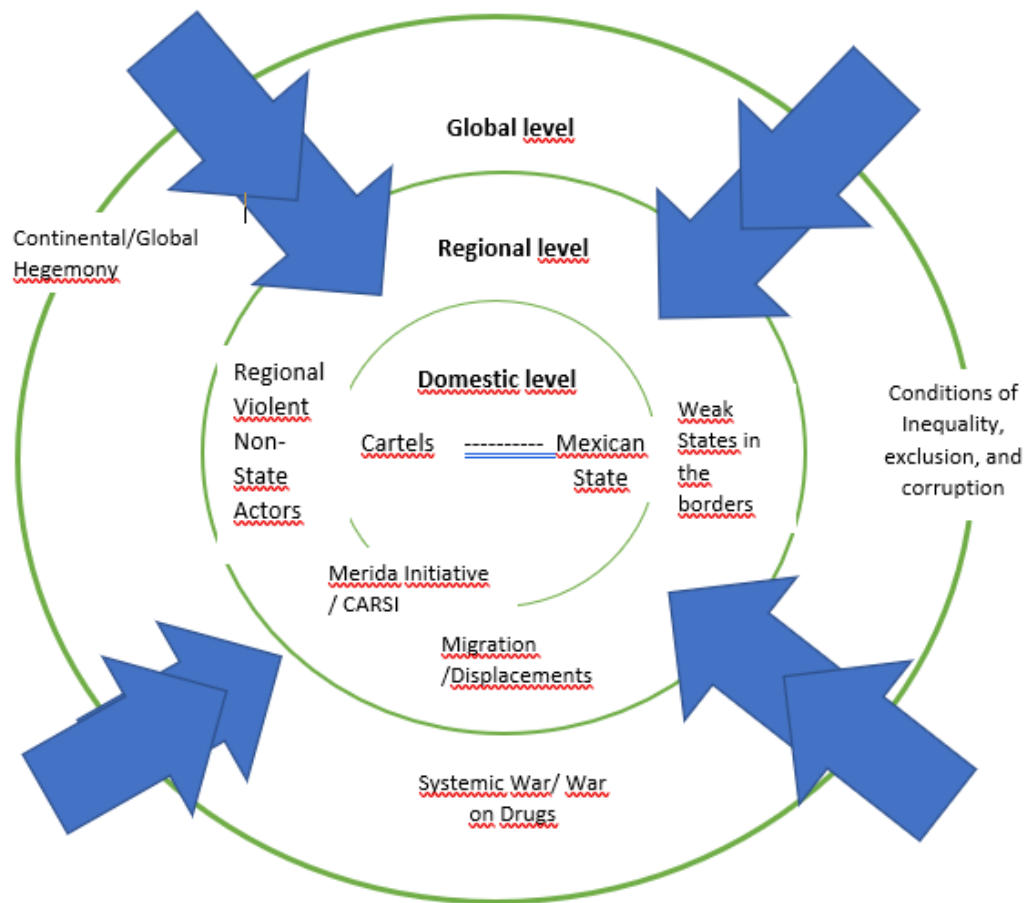 Global level
Regional level
Continental/Global
Hegemony
Domestic level
Regional
Violent
Non-
State
Actors
Cartels
----------
Mexican
State
Weak
States in
the
borders
Conditions of
Inequality,
exclusion, and
corruption
Merida Initiative
/ CARSI
Migration
/Displacements
Systemic War/ War
on Drugs